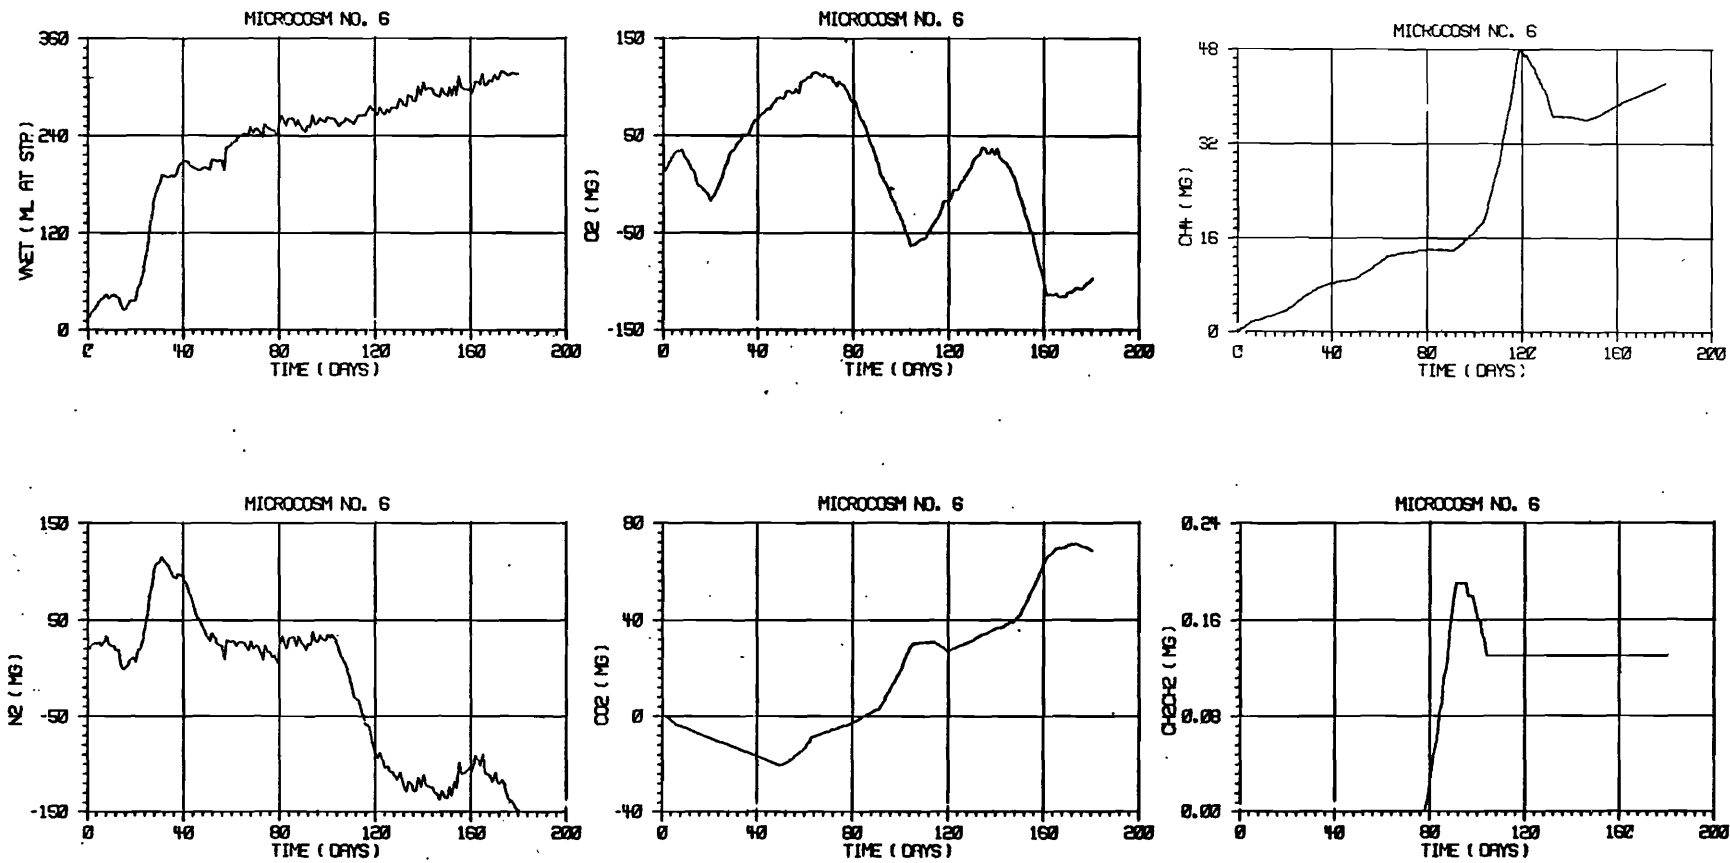 MICROCOSM NO. 6
360
240
120
0
VNET ( ML AT STP. )
C 40 80 120 160 200
TIME ( DAYS )
MICROCOSM NO. 6
150
50
-50
-150
O2 ( MG )
0 40 80 120 160 200
TIME ( DAYS )
MICROCOSM NC. 6
48
32
16
0
CH4 ( MG )
C 40 80 120 160 200
TIME ( DAYS )
MICROCOSM NO. 6
150
50
-50
-150
N2 ( MG )
0 40 80 120 160 200
TIME ( DAYS )
MICROCOSM NO. 6
80
40
0
-40
CO2 ( MG )
0 40 80 120 160 200
TIME ( DAYS )
MICROCOSM NO. 6
0.24
0.16
0.08
0.00
CH2CH2 ( MG )
0 40 80 120 160 200
TIME ( DAYS )